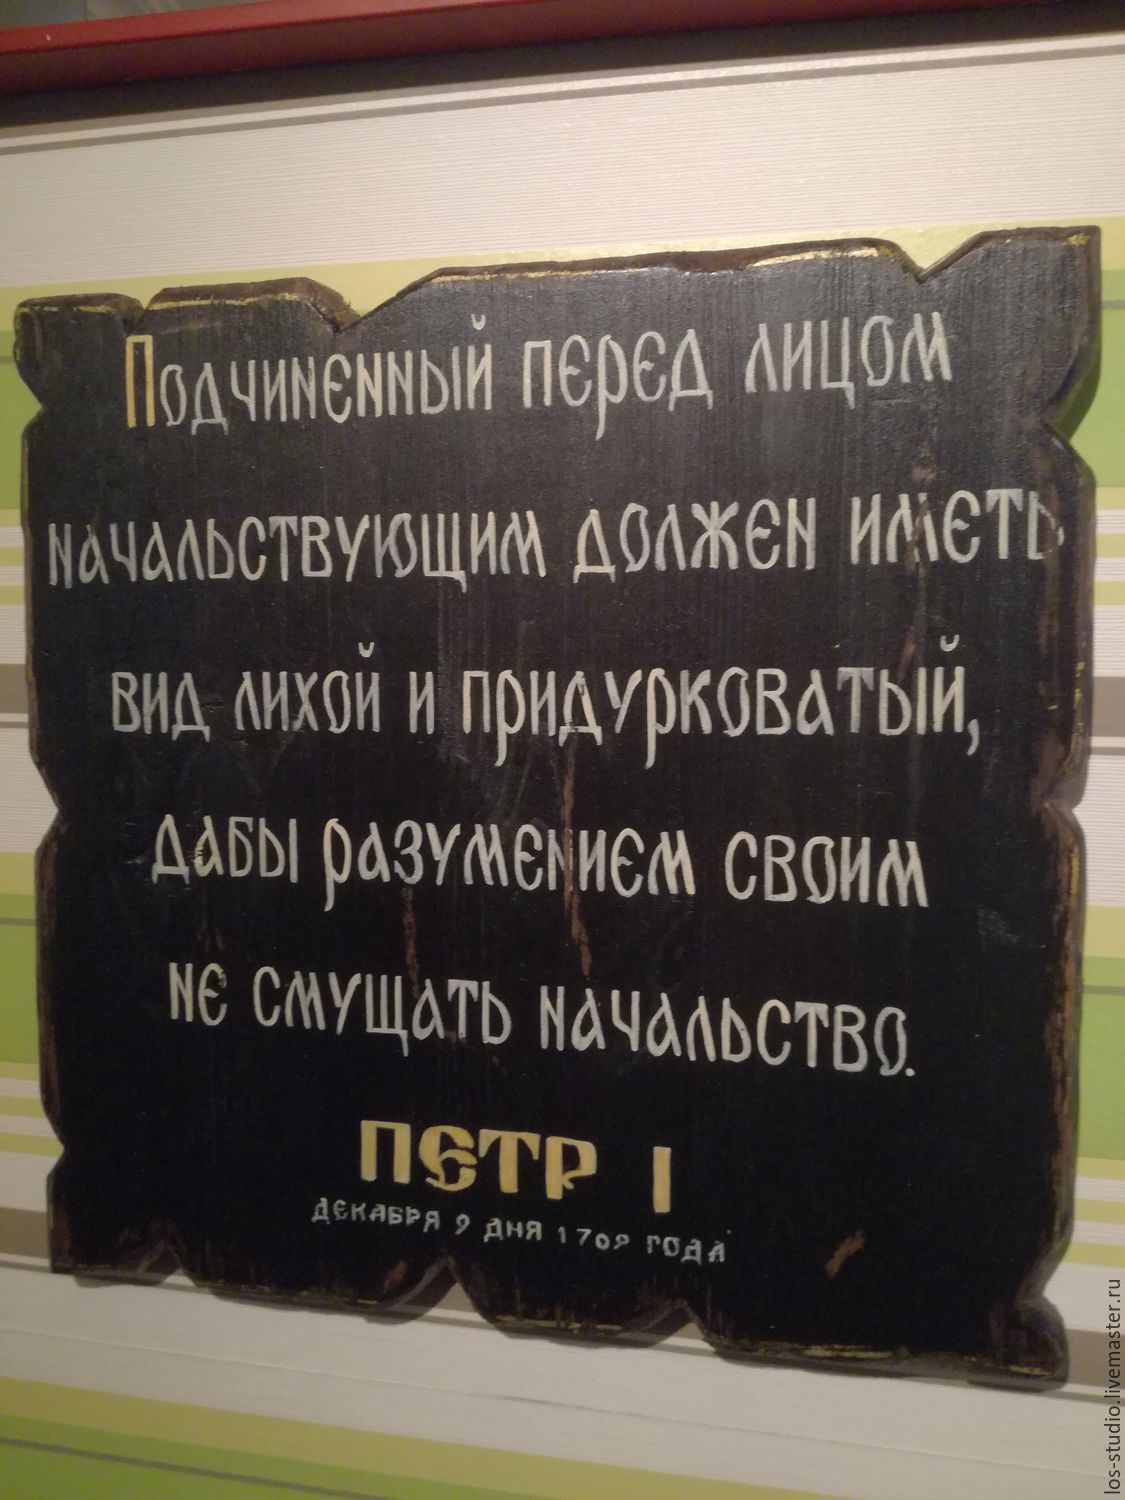 Подчиненный перед лицом
начальствующим должен иметь
вид лихой и придурковатый,
дабы разумением своим
не смущать начальство.
ПЕТР I
ДЕКАБРЯ 9 ДНЯ 1709 ГОДА
los-studio.livemaster.ru